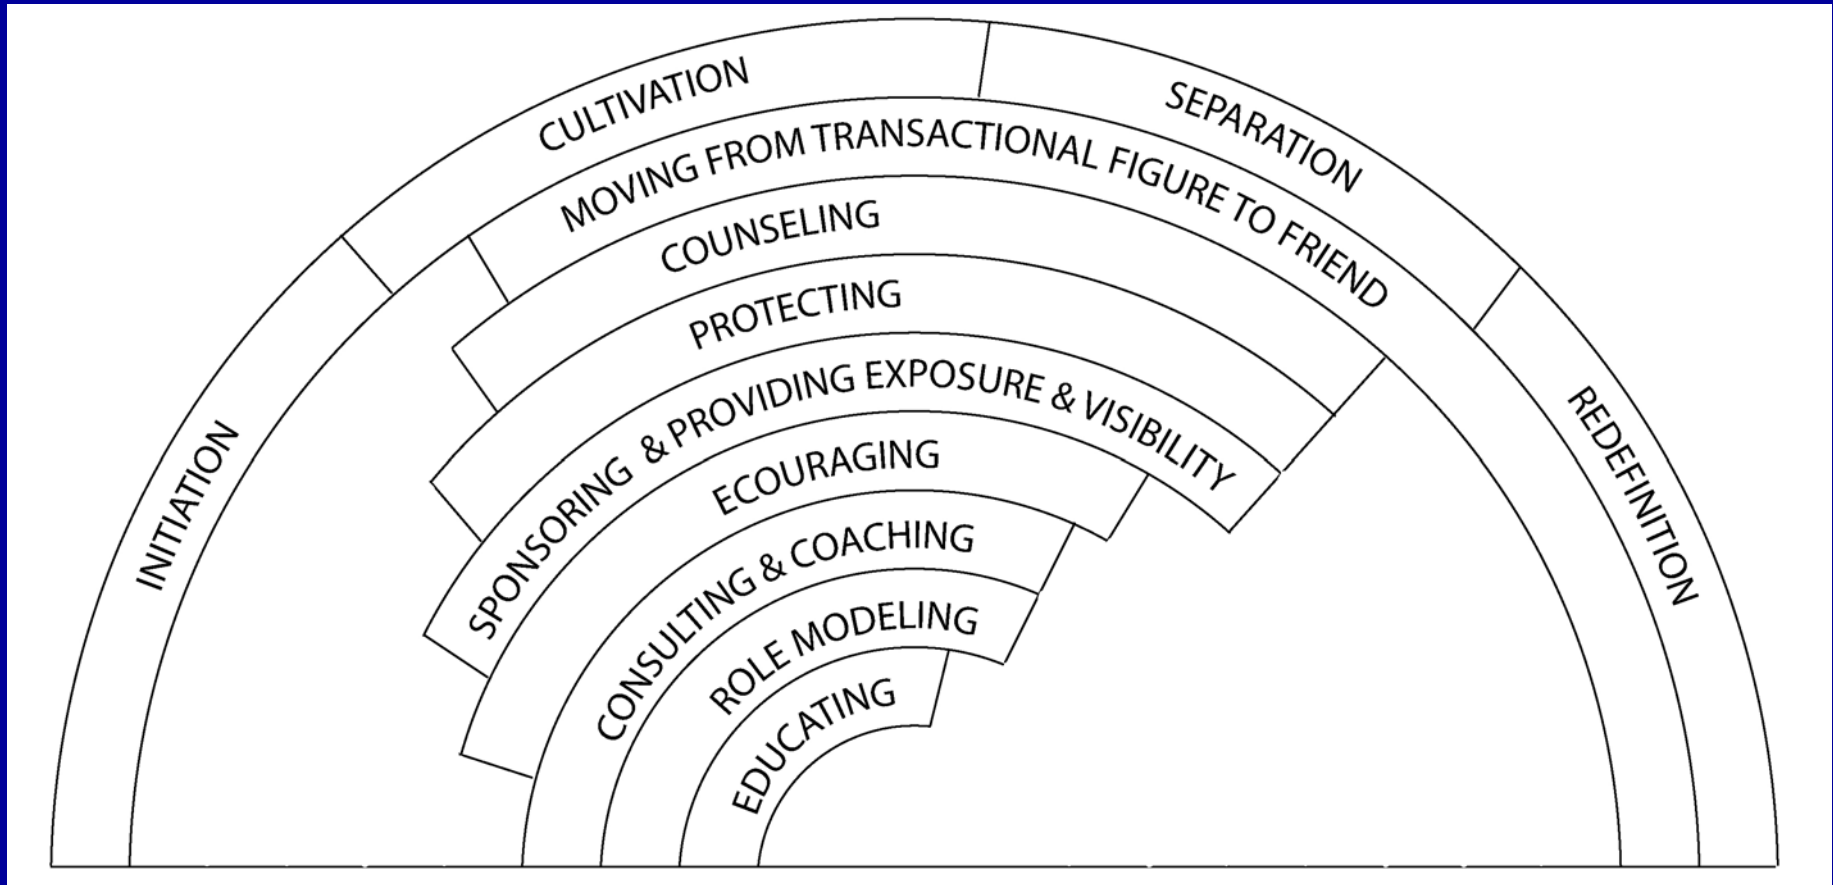 INITIATION
CULTIVATION
SEPARATION
REDEFINITION
MOVING FROM TRANSACTIONAL FIGURE TO FRIEND
COUNSELING
PROTECTING
SPONSORING & PROVIDING EXPOSURE & VISIBILITY
ECOURAGING
CONSULTING & COACHING
ROLE MODELING
EDUCATING